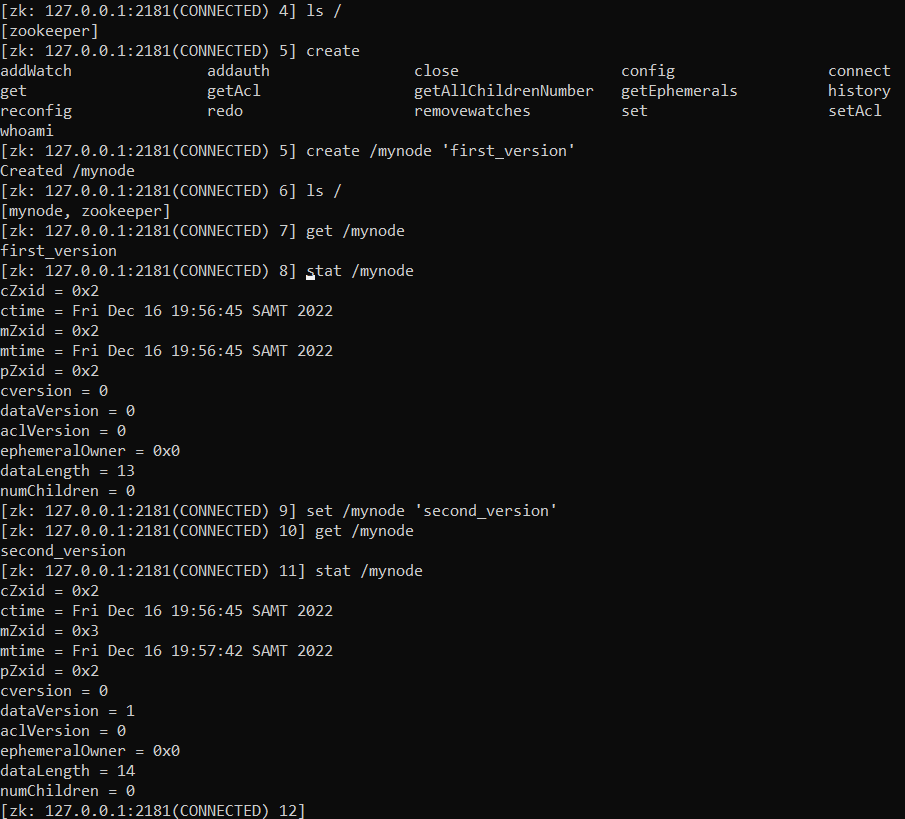 [zk: 127.0.0.1:2181(CONNECTED) 4] ls /
[zookeeper]
[zk: 127.0.0.1:2181(CONNECTED) 5] create
addWatch addauth close config connect
get getAcl getAllChildrenNumber getEphemerals history
reconfig redo removewatches set setAcl
whoami
[zk: 127.0.0.1:2181(CONNECTED) 5] create /mynode 'first_version'
Created /mynode
[zk: 127.0.0.1:2181(CONNECTED) 6] ls /
[mynode, zookeeper]
[zk: 127.0.0.1:2181(CONNECTED) 7] get /mynode
first_version
[zk: 127.0.0.1:2181(CONNECTED) 8] stat /mynode
cZxid = 0x2
ctime = Fri Dec 16 19:56:45 SAMT 2022
mZxid = 0x2
mtime = Fri Dec 16 19:56:45 SAMT 2022
pZxid = 0x2
cversion = 0
dataVersion = 0
aclVersion = 0
ephemeralOwner = 0x0
dataLength = 13
numChildren = 0
[zk: 127.0.0.1:2181(CONNECTED) 9] set /mynode 'second_version'
[zk: 127.0.0.1:2181(CONNECTED) 10] get /mynode
second_version
[zk: 127.0.0.1:2181(CONNECTED) 11] stat /mynode
cZxid = 0x2
ctime = Fri Dec 16 19:56:45 SAMT 2022
mZxid = 0x3
mtime = Fri Dec 16 19:57:42 SAMT 2022
pZxid = 0x2
cversion = 0
dataVersion = 1
aclVersion = 0
ephemeralOwner = 0x0
dataLength = 14
numChildren = 0
[zk: 127.0.0.1:2181(CONNECTED) 12]